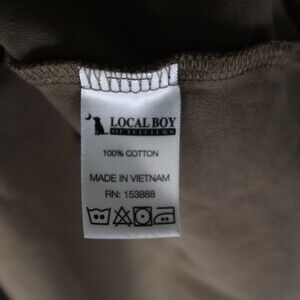 LOCAL BOY
OUTFITTERS
100% COTTON
MADE IN VIETNAM
RN: 153888